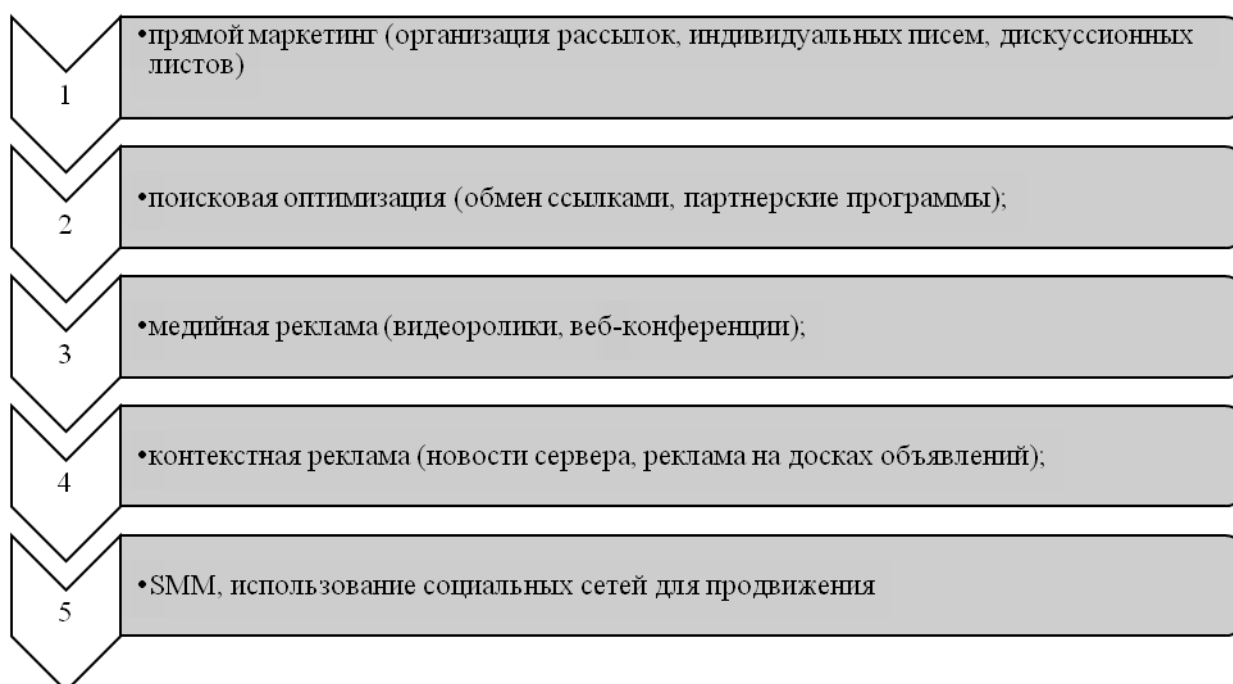 •прямой маркетинг (организация рассылок, индивидуальных писем, дискуссионных
листов)
1
•поисковая оптимизация (обмен ссылками, партнерские программы);
2
•медийная реклама (видеоролики, веб-конференции);
3
•контекстная реклама (новости сервера, реклама на досках объявлений);
4
•SMM, использование социальных сетей для продвижения
5